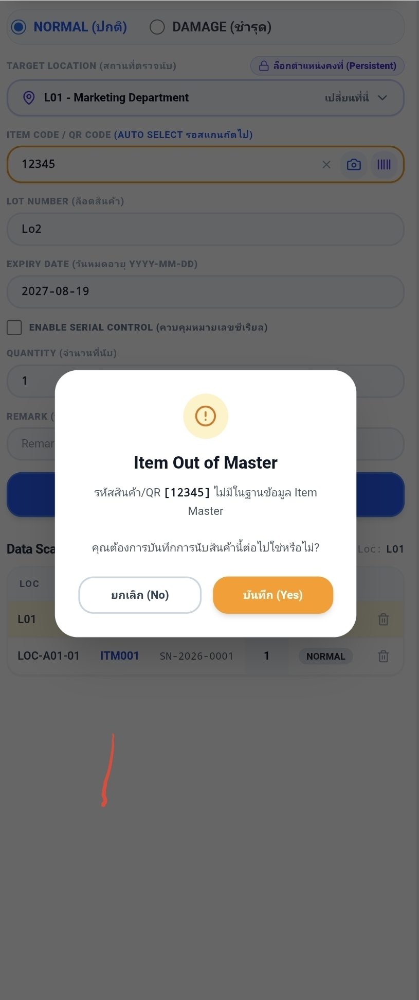 NORMAL (ปกติ) DAMAGE (ชำรุด)
TARGET LOCATION (สถานที่ตรวจนับ) ล็อกตำแหน่งคงที่ (Persistent)
L01 - Marketing Department เปลี่ยนที่นี่
ITEM CODE / QR CODE (AUTO SELECT รอสแกนถัดไป)
12345
LOT NUMBER (ล็อตสินค้า)
Lo2
EXPIRY DATE (วันหมดอายุ YYYY-MM-DD)
2027-08-19
ENABLE SERIAL CONTROL (ควบคุมหมายเลขซีเรียล)
QUANTITY (จำนวนที่นับ)
1
REMARK (
Remar
Item Out of Master
รหัสสินค้า/QR [12345] ไม่มีในฐานข้อมูล Item
Master
คุณต้องการบันทึกการนับสินค้านี้ต่อไปใช่หรือไม่?
ยกเลิก (No) บันทึก (Yes)
Data Sca Loc: L01
LOC
L01
LOC-A01-01 ITM001 SN-2026-0001 1 NORMAL